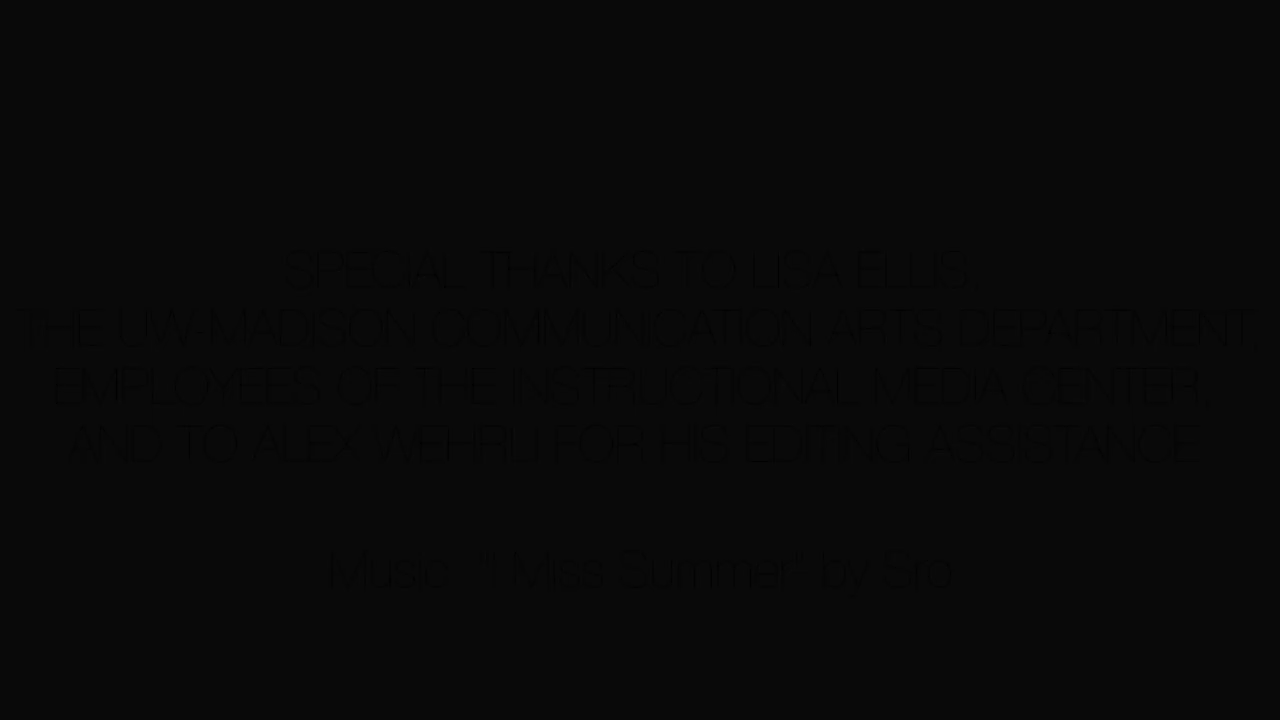 SPECIAL THANKS TO LISA ELLIS,
THE UW-MADISON COMMUNICATION ARTS DEPARTMENT,
EMPLOYEES OF THE INSTRUCTIONAL MEDIA CENTER,
AND TO ALEX WEHRLI FOR HIS EDITING ASSISTANCE
Music: "I Miss Summer" by Sro